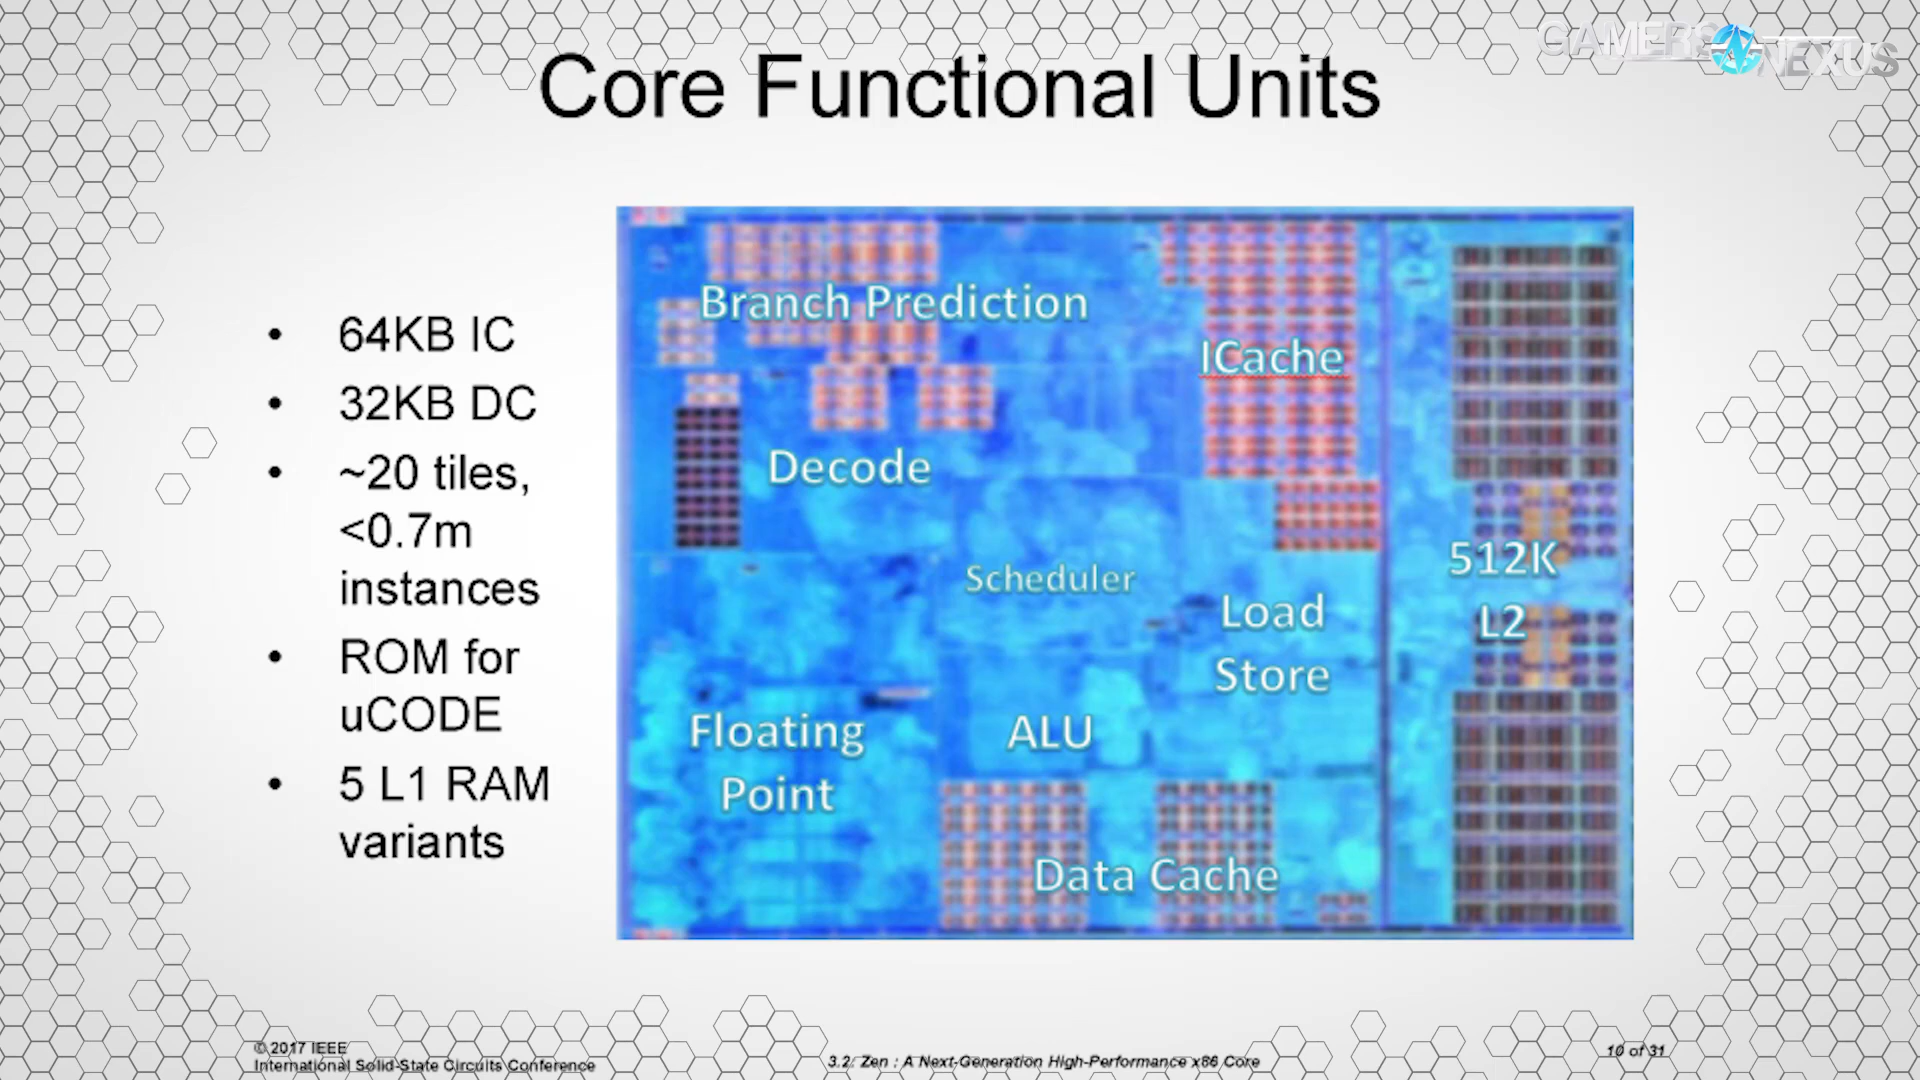 GAMERS NEXUS
Core Functional Units
• 64KB IC
• 32KB DC
• ~20 tiles,
<0.7m
instances
• ROM for
uCODE
• 5 L1 RAM
variants
Branch Prediction
ICache
Decode
Scheduler
512K
L2
Load
Store
Floating
Point
ALU
Data Cache
© 2017 IEEE
International Solid-State Circuits Conference
3.2: Zen : A Next-Generation High-Performance x86 Core
10 of 31